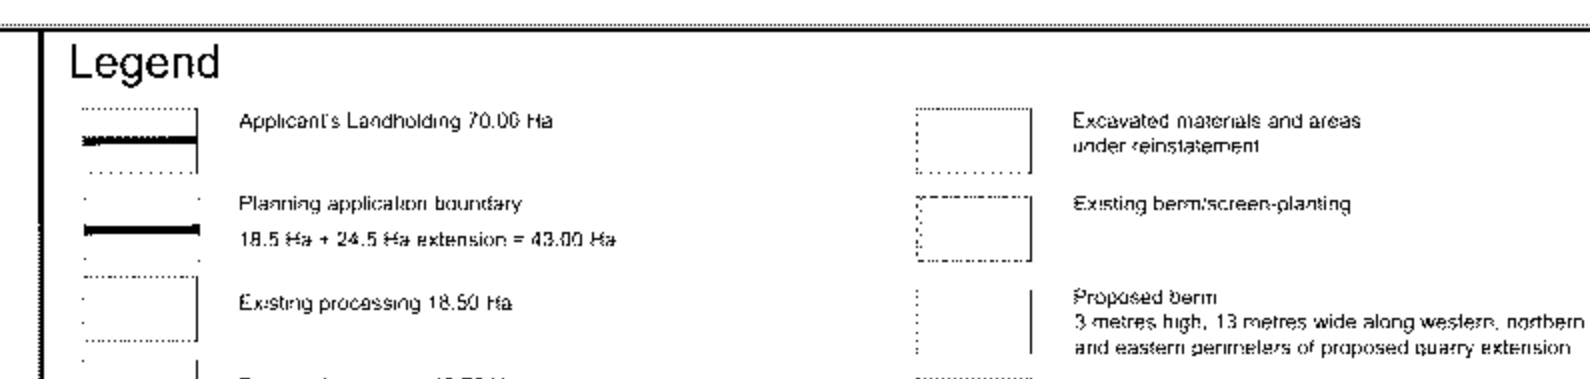 Legend
Applicant's Landholding 70.00 Ha
Planning application boundary
18.5 Ha + 24.5 Ha extension = 43.00 Ha
Existing processing 18.50 Ha
Excavated materials and areas
under reinstatement
Existing berm/screen-planting
Proposed berm
3 metres high, 13 metres wide along western, northern
and eastern perimeters of proposed quarry extension